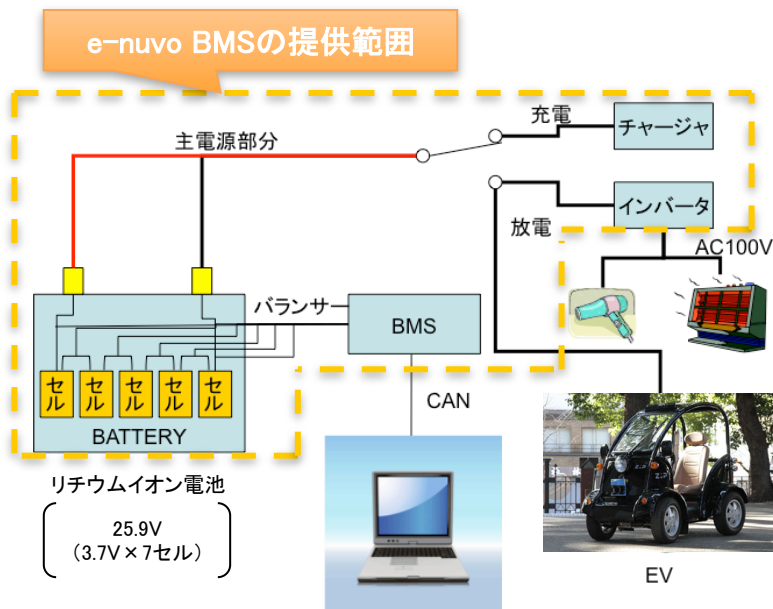 e-nuvo BMSの提供範囲
充電
チャージャ
主電源部分
インバータ
放電
AC100V
バランサー
BMS
セル
セル
セル
セル
セル
BATTERY
CAN
リチウムイオン電池
25.9V
（3.7V×7セル）
EV